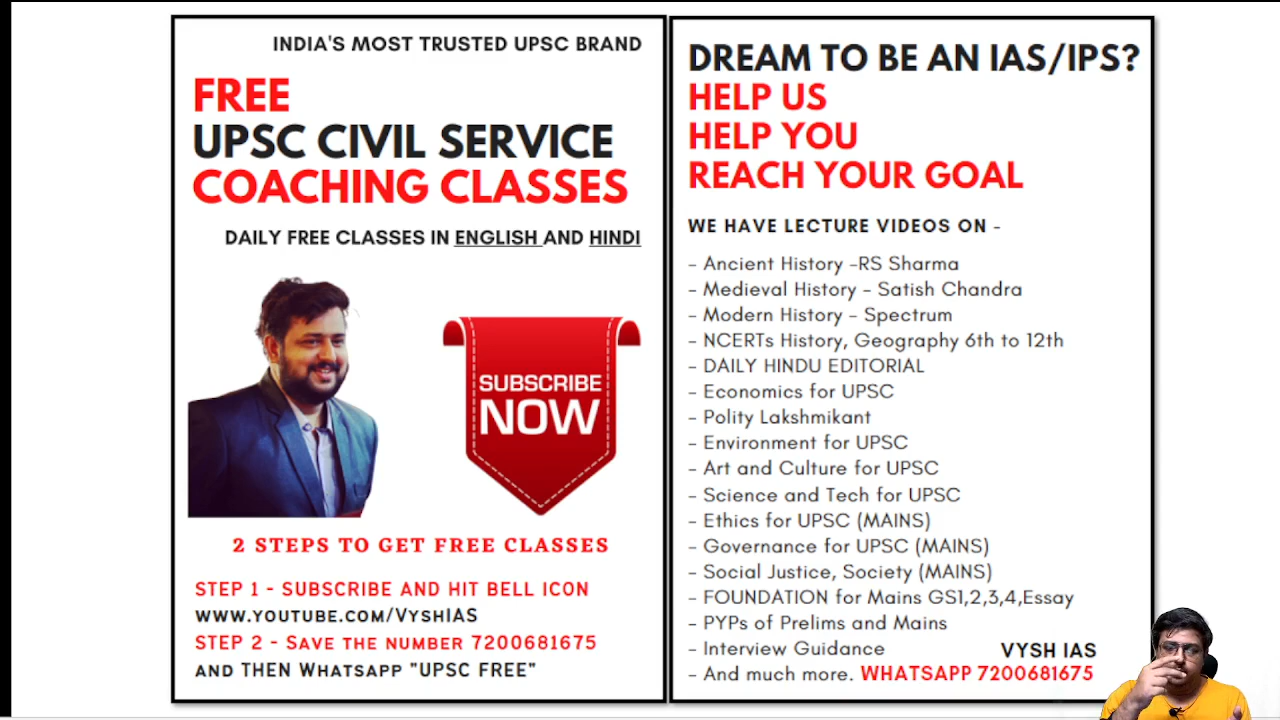 INDIA'S MOST TRUSTED UPSC BRAND
FREE
UPSC CIVIL SERVICE
COACHING CLASSES
DAILY FREE CLASSES IN ENGLISH AND HINDI
SUBSCRIBE
NOW
2 STEPS TO GET FREE CLASSES
STEP 1 - SUBSCRIBE AND HIT BELL ICON
WWW.YOUTUBE.COM/VYSHIAS
STEP 2 - SAVE THE NUMBER 7200681675
AND THEN WHATSAPP "UPSC FREE"
DREAM TO BE AN IAS/IPS?
HELP US
HELP YOU
REACH YOUR GOAL
WE HAVE LECTURE VIDEOS ON -
- Ancient History -RS Sharma
- Medieval History - Satish Chandra
- Modern History - Spectrum
- NCERTs History, Geography 6th to 12th
- DAILY HINDU EDITORIAL
- Economics for UPSC
- Polity Lakshmikant
- Environment for UPSC
- Art and Culture for UPSC
- Science and Tech for UPSC
- Ethics for UPSC (MAINS)
- Governance for UPSC (MAINS)
- Social Justice, Society (MAINS)
- FOUNDATION for Mains GS1,2,3,4,Essay
- PYPs of Prelims and Mains
- Interview Guidance VYSH IAS
- And much more. WHATSAPP 7200681675